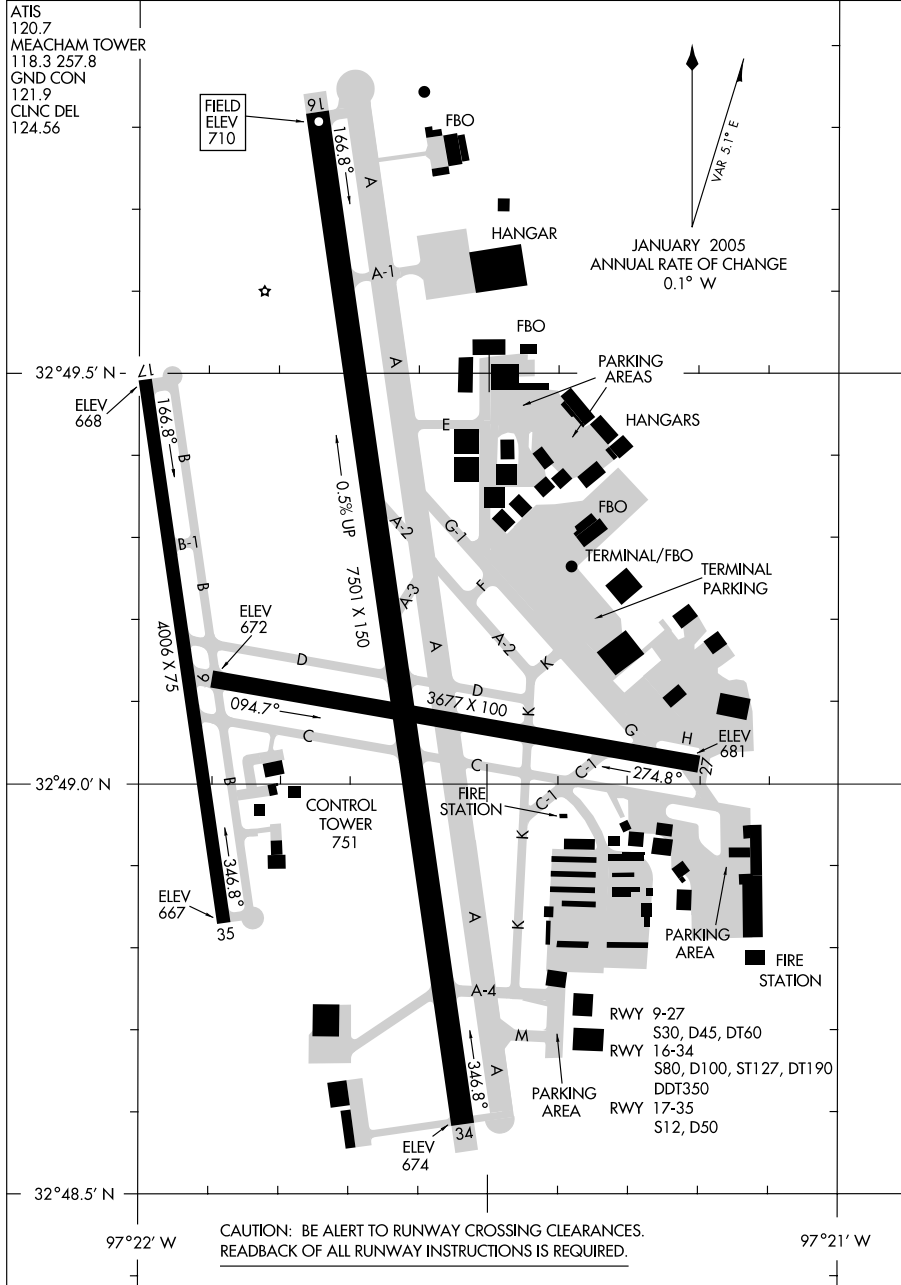 ATIS
120.7
MEACHAM TOWER
118.3 257.8
GND CON
121.9
CLNC DEL
124.56
FIELD
ELEV
710
16
166.8°
A
FBO
VAR 5.1° E
JANUARY 2005
ANNUAL RATE OF CHANGE
0.1° W
HANGAR
A-1
FBO
A
PARKING
AREAS
32°49.5' N
17
ELEV
668
166.8°
HANGARS
E
B
0.5% UP
7501 X 150
A-2
G-1
FBO
B-1
TERMINAL/FBO
TERMINAL
PARKING
F
B
A-3
ELEV
672
4006 X 75
A
A-2
D
K
9
D
3677 X 100
K
094.7°
G
H
ELEV
681
C
C
C-1
274.8°
27
32°49.0' N
B
CONTROL
TOWER
751
FIRE
STATION
C-1
K
346.8°
ELEV
667
35
A
K
PARKING
AREA
FIRE
STATION
A-4
M
346.8°
A
PARKING
AREA
RWY 9-27
S30, D45, DT60
RWY 16-34
S80, D100, ST127, DT190
DDT350
RWY 17-35
S12, D50
34
ELEV
674
32°48.5' N
97°22' W
CAUTION: BE ALERT TO RUNWAY CROSSING CLEARANCES.
READBACK OF ALL RUNWAY INSTRUCTIONS IS REQUIRED.
97°21' W